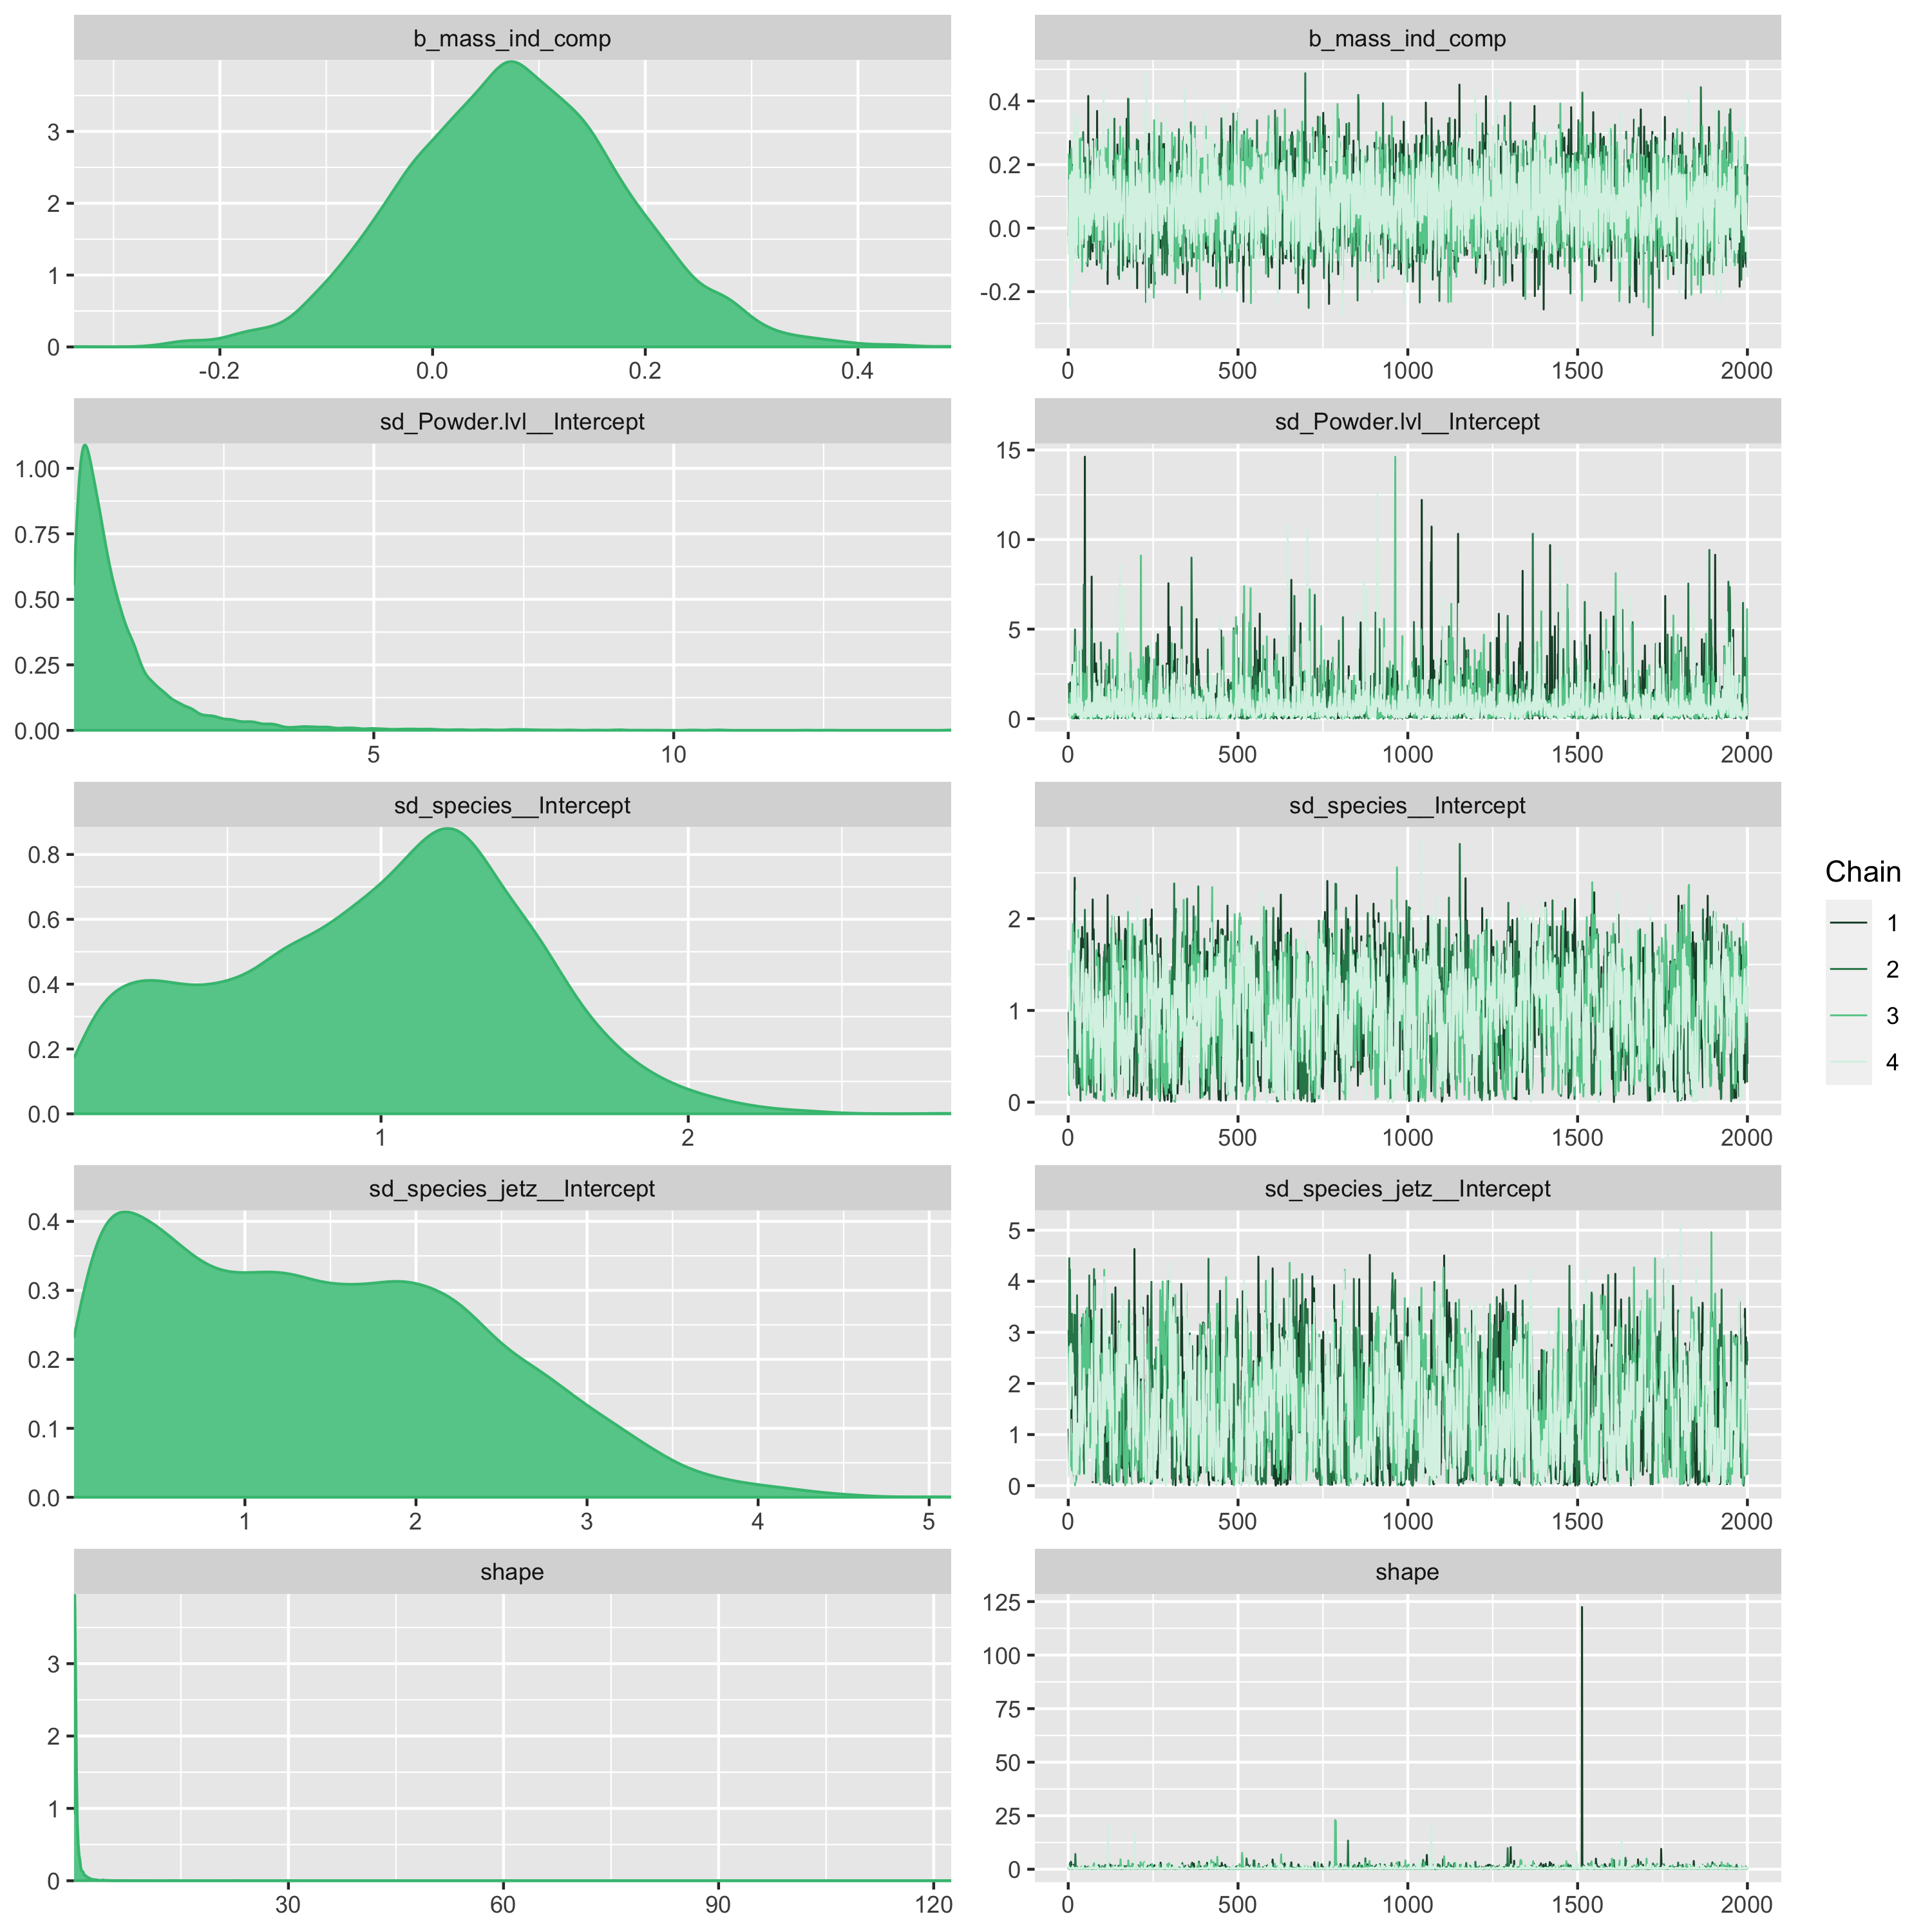 b_mass_ind_comp
b_mass_ind_comp
3
2
1
0
-0.2 0.0 0.2 0.4
0.4
0.2
0.0
-0.2
0 500 1000 1500 2000
sd_Powder.lvl__Intercept
sd_Powder.lvl__Intercept
1.00
0.75
0.50
0.25
0.00
5 10
15
10
5
0
0 500 1000 1500 2000
sd_species__Intercept
sd_species__Intercept
0.8
0.6
0.4
0.2
0.0
1 2
2
1
0
0 500 1000 1500 2000
sd_species_jetz__Intercept
sd_species_jetz__Intercept
0.4
0.3
0.2
0.1
0.0
1 2 3 4 5
5
4
3
2
1
0
0 500 1000 1500 2000
shape
shape
3
2
1
0
30 60 90 120
125
100
75
50
25
0
0 500 1000 1500 2000
Chain
1
2
3
4